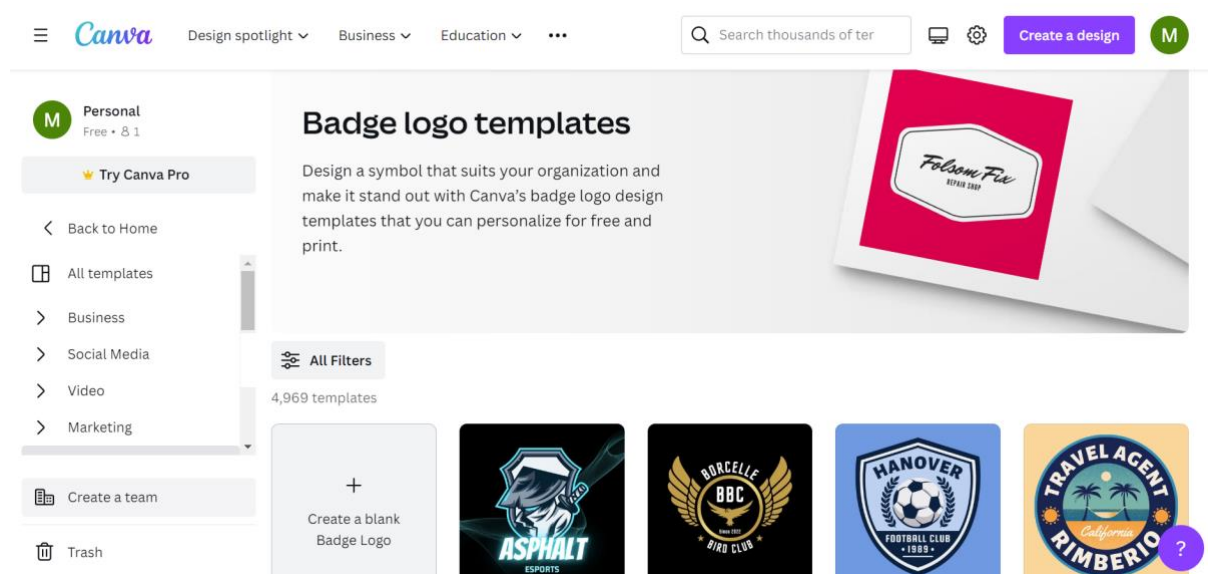 Canva
Design spotlight
Business
Education
Search thousands of ter
Create a design
M
M
Personal
Free • 1
Try Canva Pro
Back to Home
All templates
Business
Social Media
Video
Marketing
Create a team
Trash
Badge logo templates
Design a symbol that suits your organization and
make it stand out with Canva's badge logo design
templates that you can personalize for free and
print.
Folsom Fix
REPAIR SHOP
All Filters
4,969 templates
+
Create a blank
Badge Logo
ASPHALT
ESPORTS
BORCELLE
BBC
Since 2022
BIRD CLUB
HANOVER
FOOTBALL CLUB
•1989•
TRAVEL AGENT
California
RIMBERIO
?